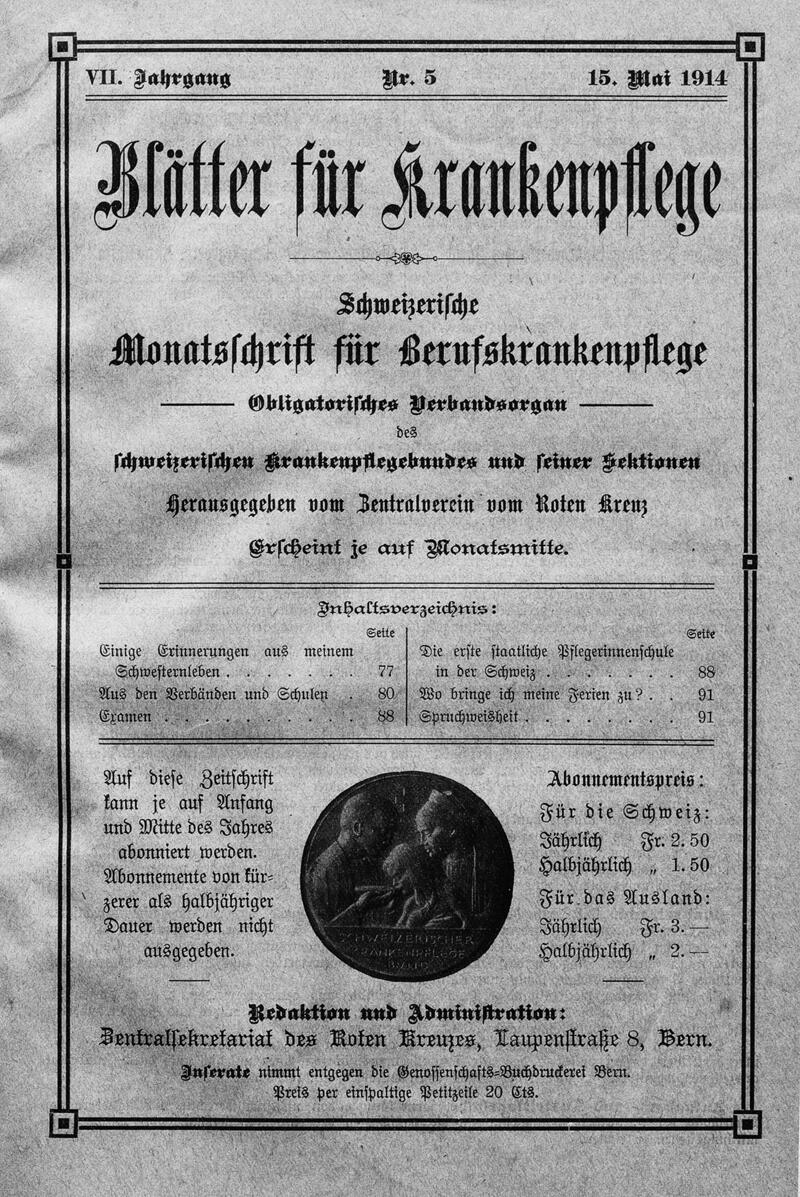 VII. Jahrgang Nr. 5 15. Mai 1914
Blätter für Krankenpflege
Schweizerische
Monatsschrift für Berufskrankenpflege
Obligatorisches Verbandsorgan
des
schweizerischen Krankenpflegebundes und seiner Sektionen
Herausgegeben vom Zentralverein vom Roten Kreuz
Erscheint je auf Monatsmitte.
Inhaltsverzeichnis:
Seite
Einige Erinnerungen aus meinem
Schwesternleben . . . . . . . 77
Aus den Verbänden und Schulen . 80
Examen . . . . . . . . . . 88
Seite
Die erste staatliche Pflegerinnenschule
in der Schweiz . . . . . . . 88
Wo bringe ich meine Ferien zu? . . 91
Spruchweisheit . . . . . . . . 91
Auf diese Zeitschrift
kann je auf Anfang
und Mitte des Jahres
abonniert werden.
Abonnemente von kür-
zerer als halbjähriger
Dauer werden nicht
ausgegeben.
SCHWEIZERISCHER
KRANKENPFLEGE
BUND
Abonnementspreis:
Für die Schweiz:
Jährlich Fr. 2.50
Halbjährlich „ 1.50
Für das Ausland:
Jährlich Fr. 3.—
Halbjährlich „ 2.—
Redaktion und Administration:
Zentralsekretariat des Roten Kreuzes, Laupenstraße 8, Bern.
Inserate nimmt entgegen die Genossenschafts-Buchdruckerei Bern.
Preis per einspaltige Petitzeile 20 Cts.